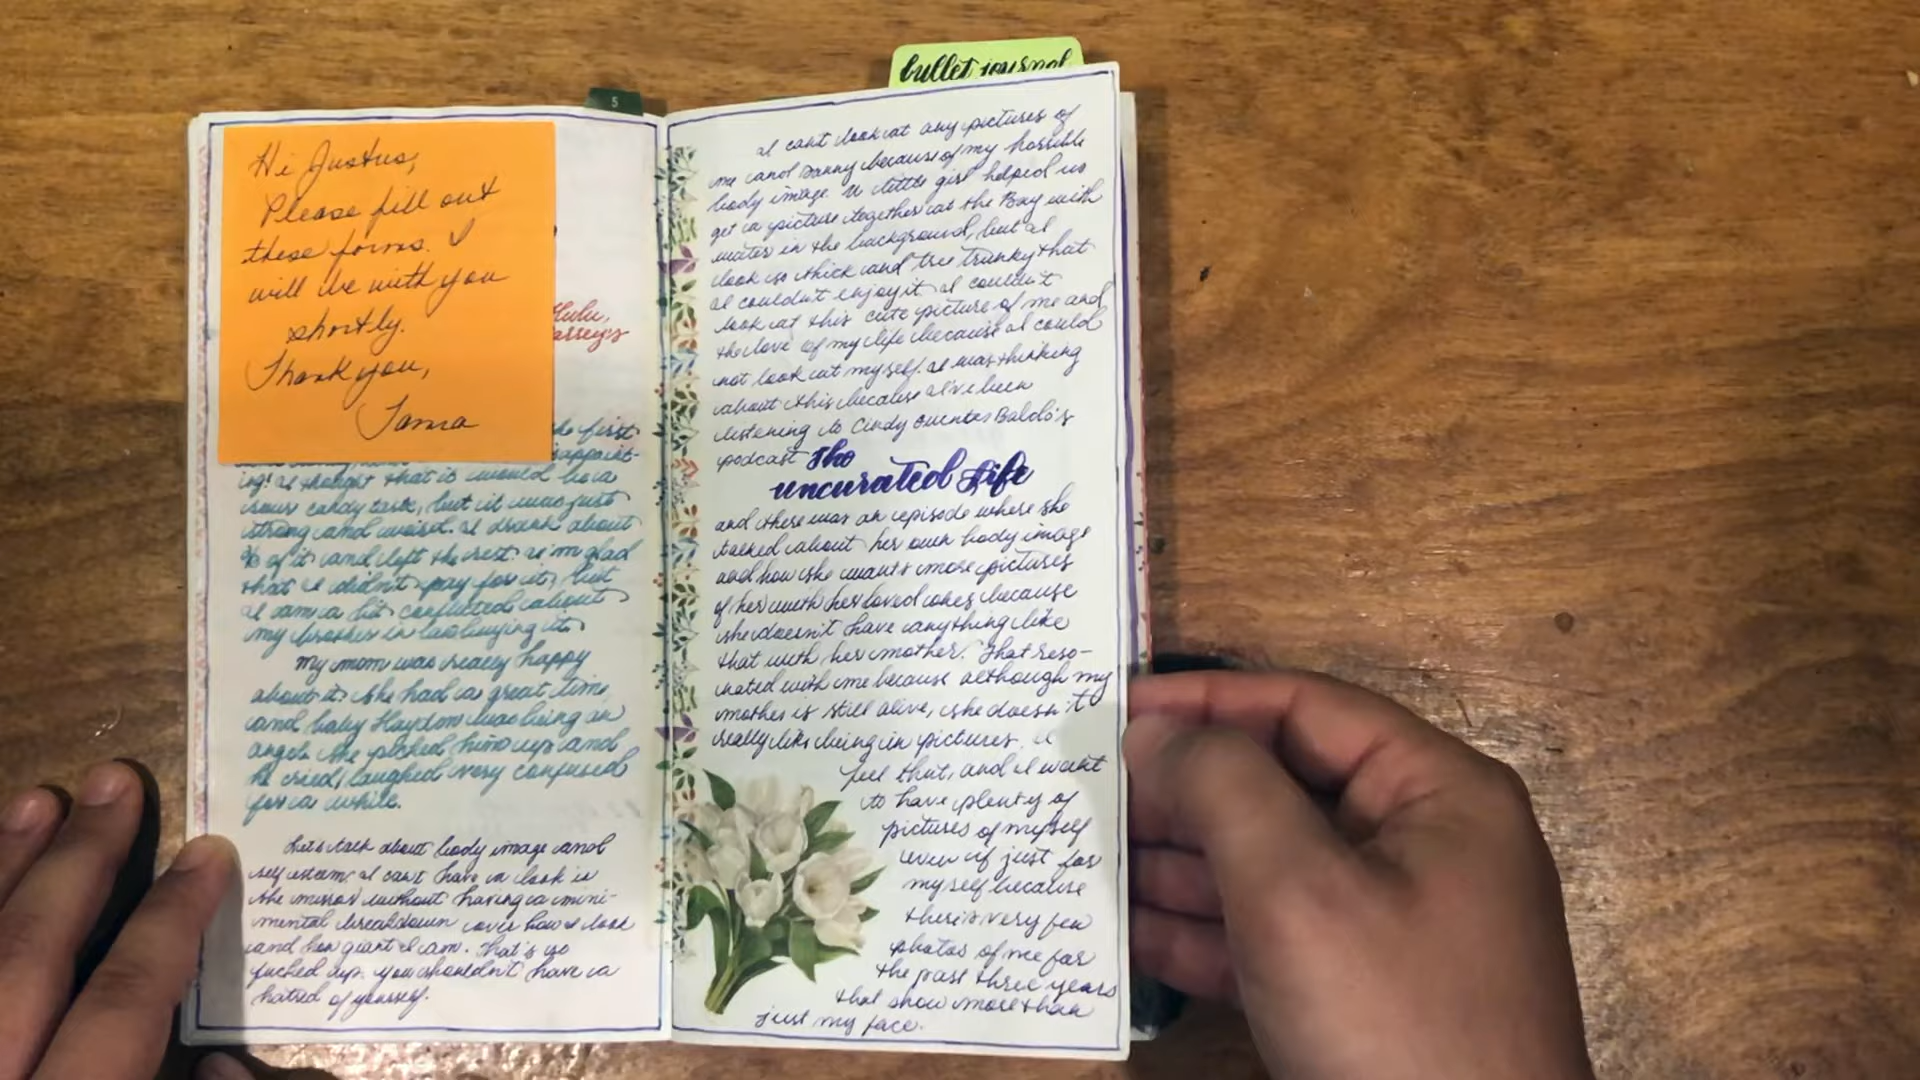 bullet journal
5
Hi Justus,
Please fill out
these forms. I
will be with you
shortly.
Thank you,
Hulu,
the first
disappoint-
ing! I thought that it would be a
sour candy taste, but it was just
strong and weird. I drank about
of it and left the rest. I'm glad
that I didn't pay for it, but
I am a bit conflicted about
my brother in law buying it.
my mom was really happy
about it. She had a great time
and baby Haydon was being an
angel. She picked him up and
he cried, laughed very confused
for a while.
Let's talk about body image and
self esteem. I can't have a look in
the mirror without having a mini-
mental breakdown over how I look
and how giant I am. That's so
fucked up. you shouldn't have a
hatred of yourself.
I can't look at any pictures of
me and Danny because of my horrible
body image. A little girl helped us
get a picture together at the Bay with
water in the background, but I
look so thick and tree trunky that
I couldn't enjoy it. I couldn't
look at this cute picture of me and
the love of my life because I could
not look at myself. I was thinking
about this because I've been
listening to Cindy Guentert-Baldo's
podcast The
uncurated Life
and there was an episode where she
talked about her own body image
and how she wants more pictures
of her with her loved ones because
she doesn't have anything like
that with her mother. That reso-
nated with me because although my
mother is still alive, she doesn't
really like being in pictures. I
feel that, and I want
to have plenty of
pictures of myself
even if just for
myself because
there's very few
photos of me for
the past three years
that show more than
just my face.